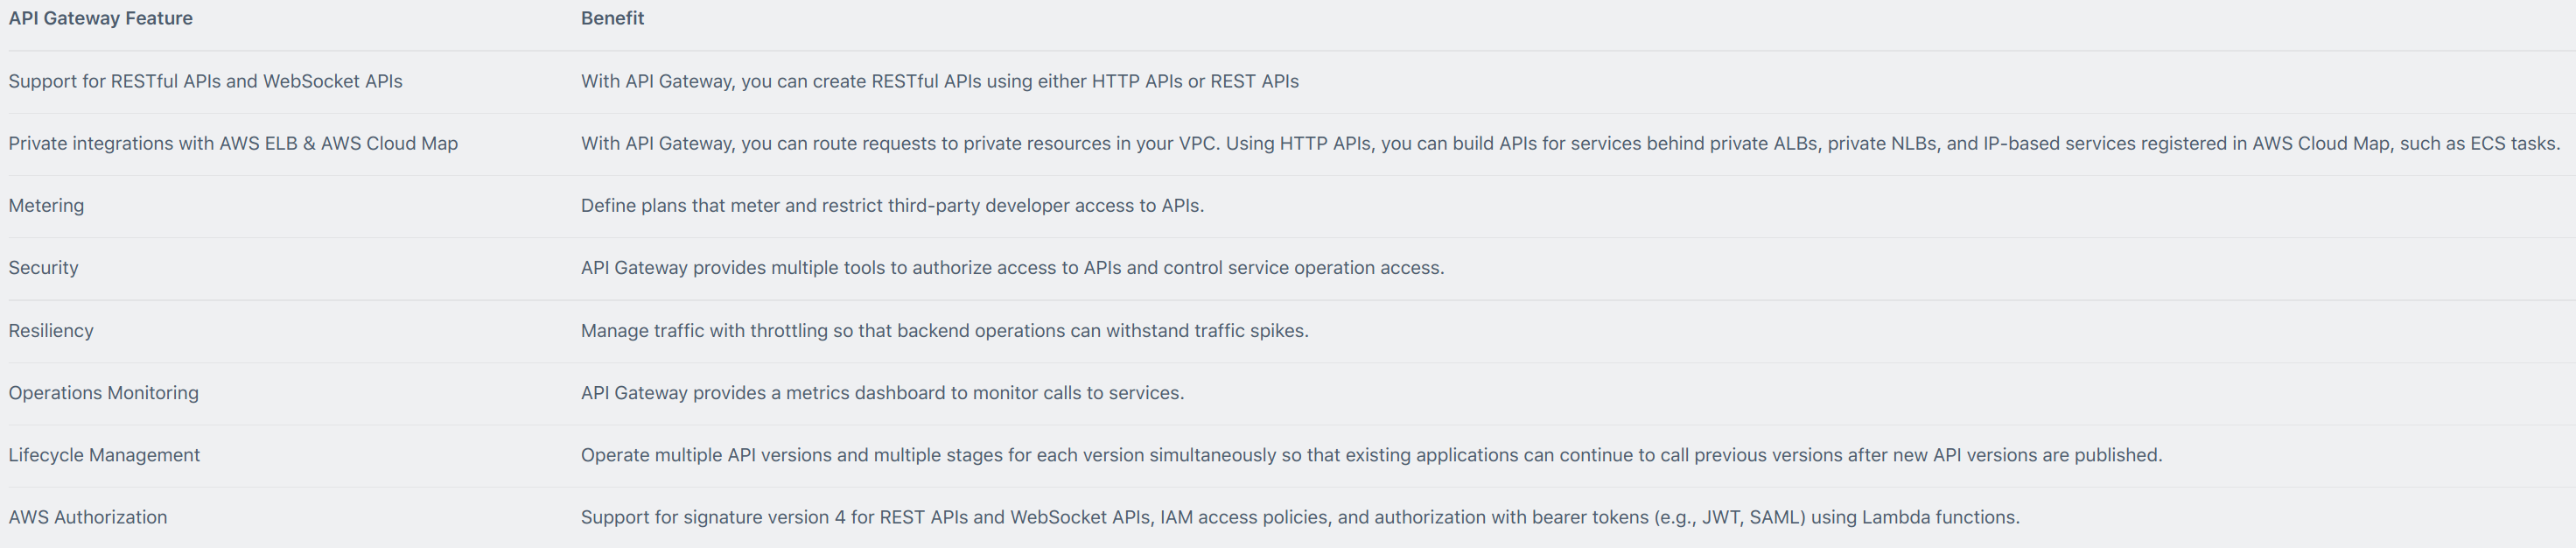 API Gateway Feature Benefit
Support for RESTful APIs and WebSocket APIs With API Gateway, you can create RESTful APIs using either HTTP APIs or REST APIs
Private integrations with AWS ELB & AWS Cloud Map With API Gateway, you can route requests to private resources in your VPC. Using HTTP APIs, you can build APIs for services behind private ALBs, private NLBs, and IP-based services registered in AWS Cloud Map, such as ECS tasks.
Metering Define plans that meter and restrict third-party developer access to APIs.
Security API Gateway provides multiple tools to authorize access to APIs and control service operation access.
Resiliency Manage traffic with throttling so that backend operations can withstand traffic spikes.
Operations Monitoring API Gateway provides a metrics dashboard to monitor calls to services.
Lifecycle Management Operate multiple API versions and multiple stages for each version simultaneously so that existing applications can continue to call previous versions after new API versions are published.
AWS Authorization Support for signature version 4 for REST APIs and WebSocket APIs, IAM access policies, and authorization with bearer tokens (e.g., JWT, SAML) using Lambda functions.